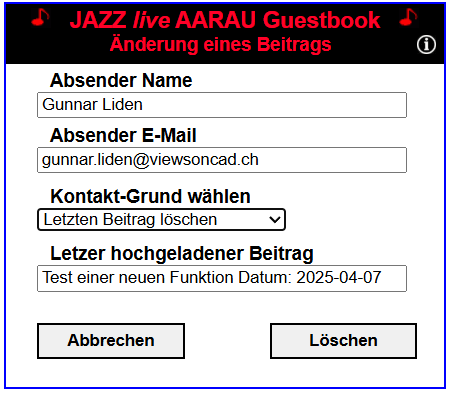 JAZZ live AARAU Guestbook
Änderung eines Beitrags
Absender Name
Gunnar Liden
Absender E-Mail
gunnar.liden@viewsoncad.ch
Kontakt-Grund wählen
Letzten Beitrag löschen
Letzer hochgeladener Beitrag
Test einer neuen Funktion Datum: 2025-04-07
Abbrechen Löschen